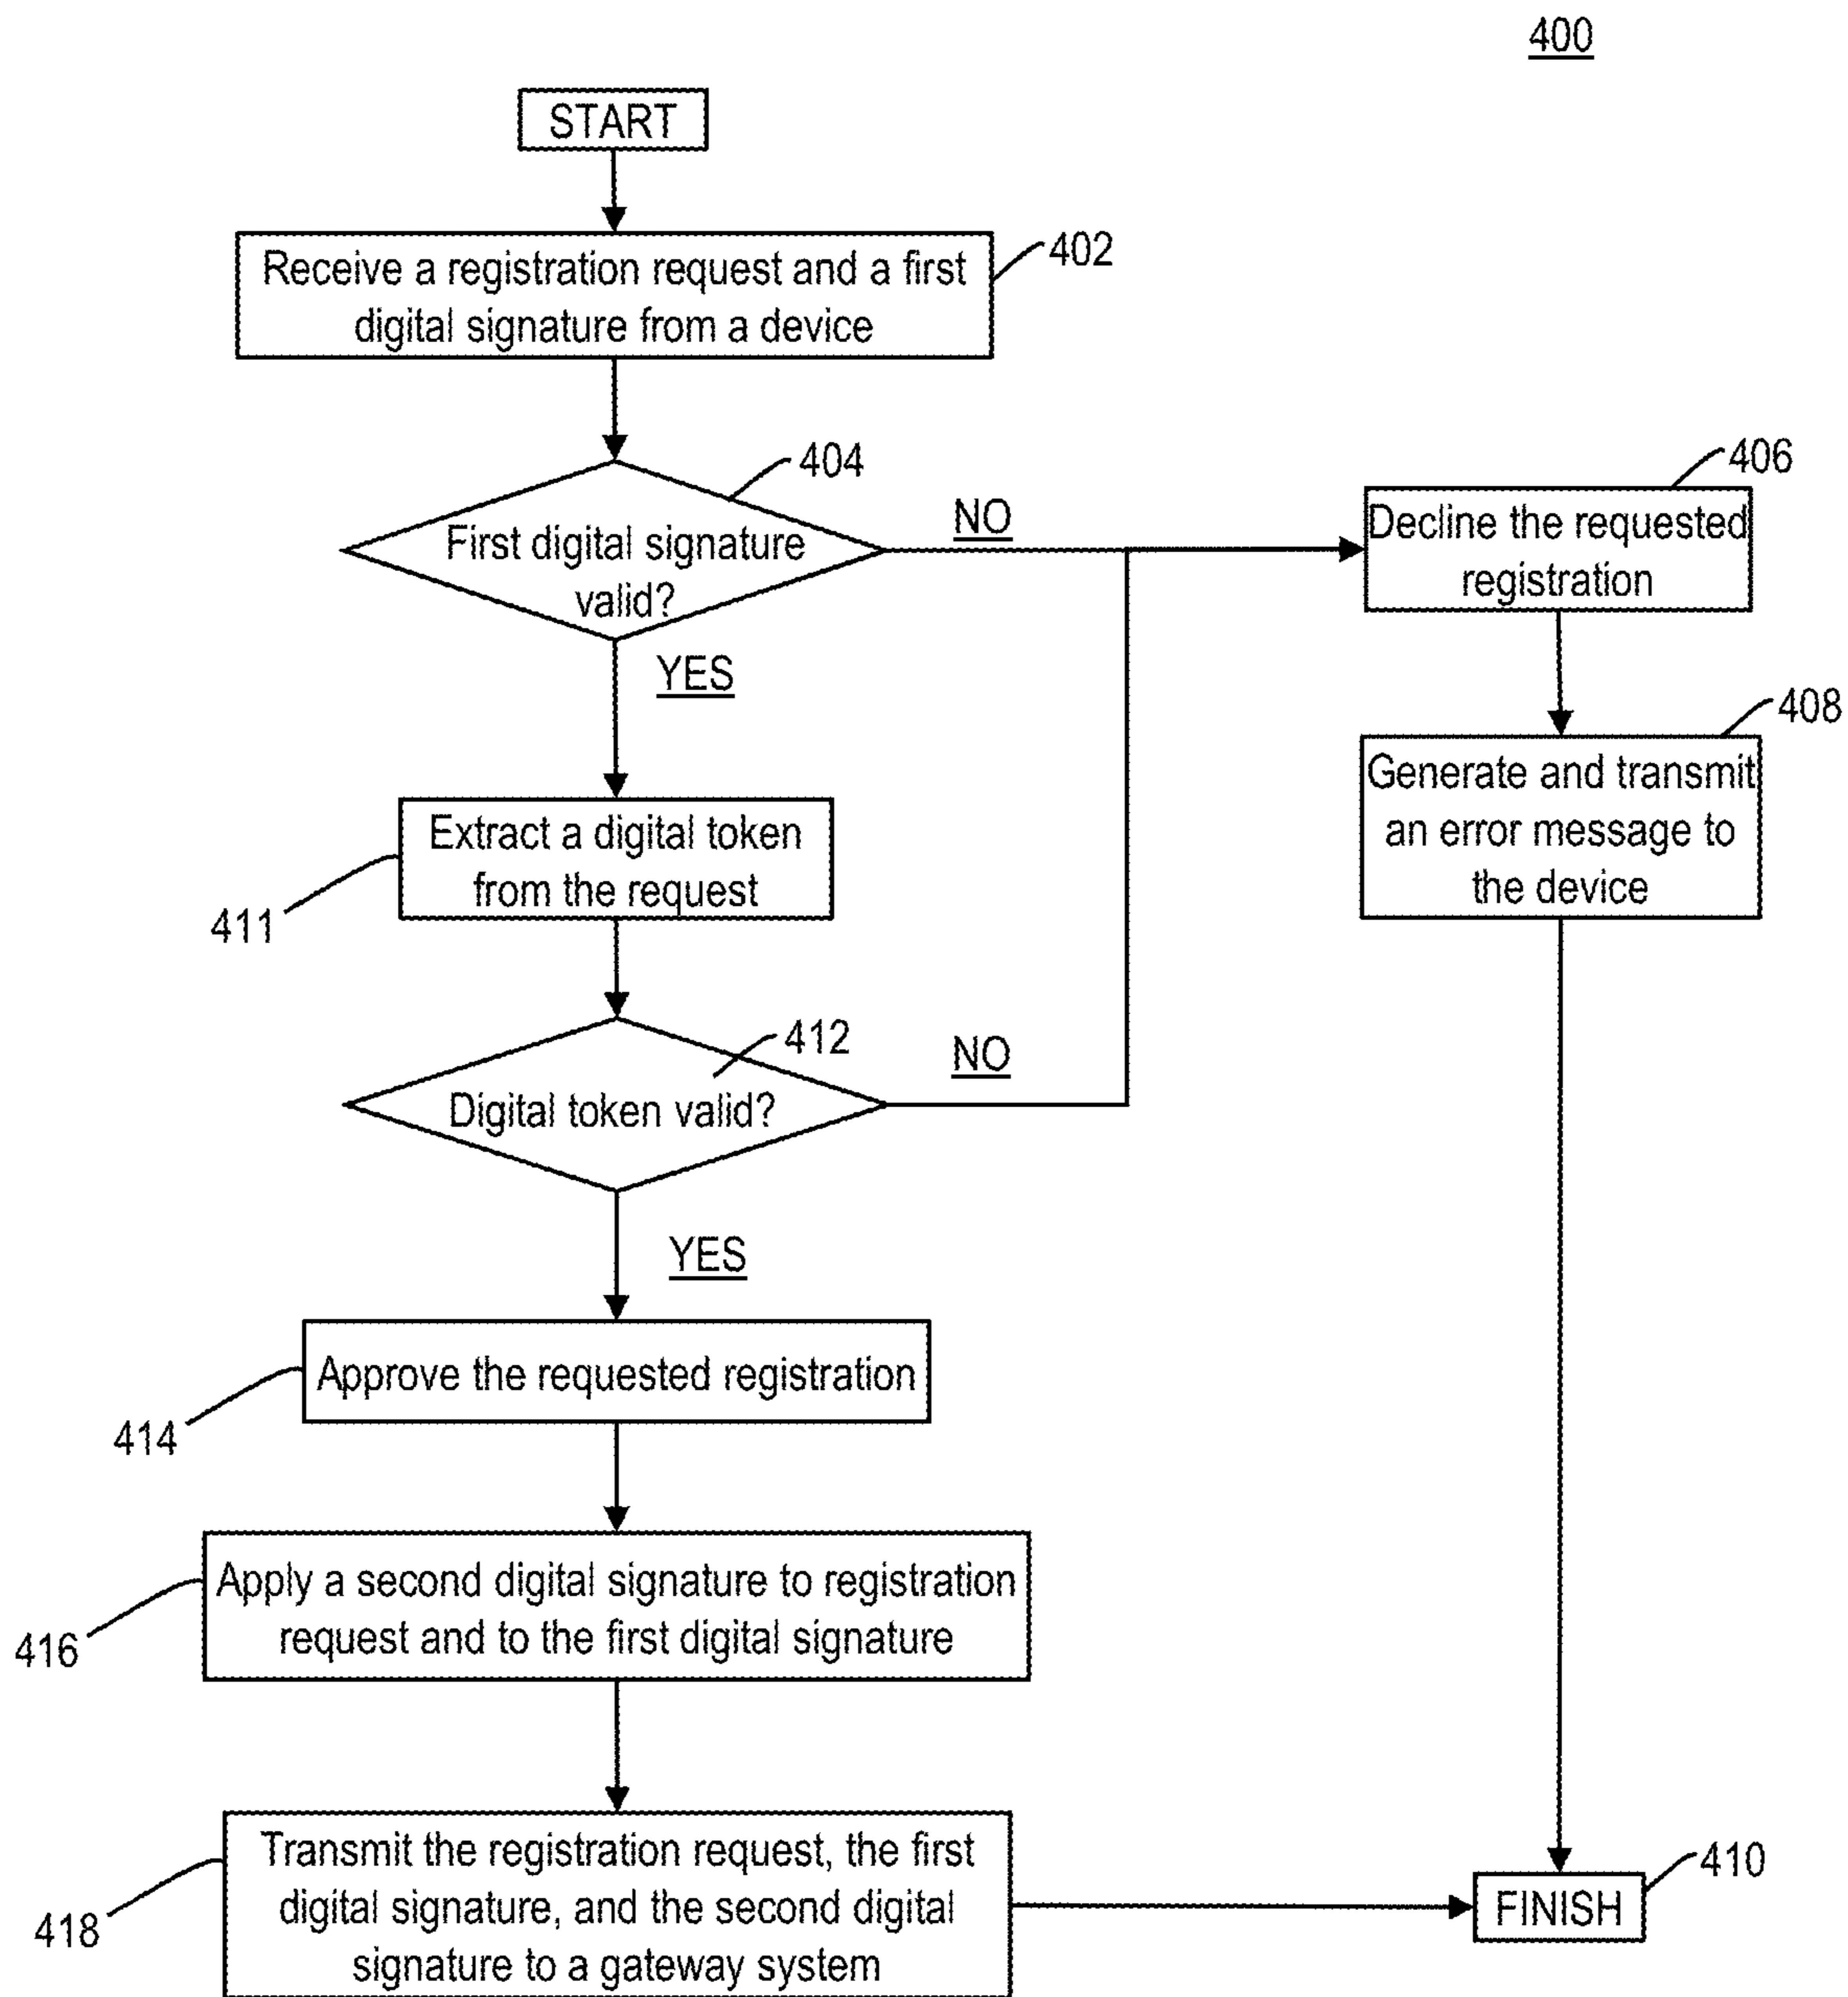 400
START
402
Receive a registration request and a first
digital signature from a device
404
First digital signature
valid?
NO
YES
406
Decline the requested
registration
408
Generate and transmit
an error message to
the device
411
Extract a digital token
from the request
412
Digital token valid?
NO
YES
414
Approve the requested registration
416
Apply a second digital signature to registration
request and to the first digital signature
418
Transmit the registration request, the first
digital signature, and the second digital
signature to a gateway system
410
FINISH